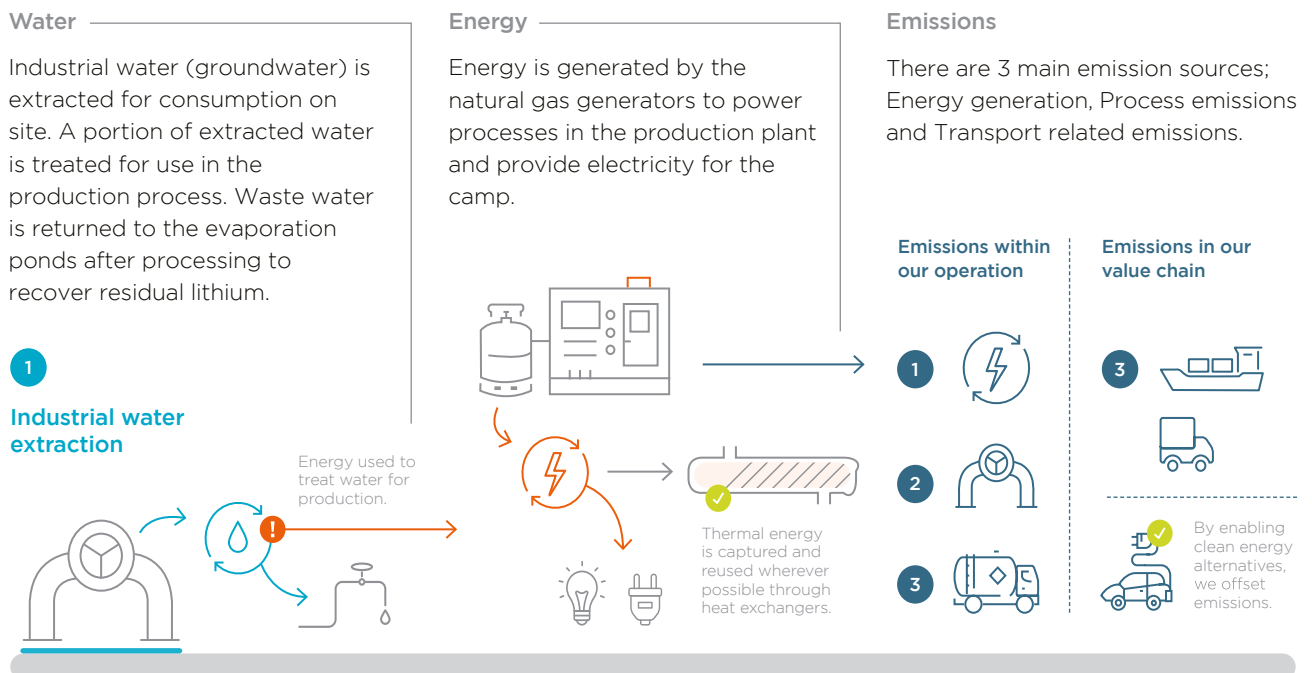 Water
Industrial water (groundwater) is
extracted for consumption on
site. A portion of extracted water
is treated for use in the
production process. Waste water
is returned to the evaporation
ponds after processing to
recover residual lithium.
1
Industrial water
extraction
Energy used to
treat water for
production.
!
Energy
Energy is generated by the
natural gas generators to power
processes in the production plant
and provide electricity for the
camp.
Thermal energy
is captured and
reused wherever
possible through
heat exchangers.
Emissions
There are 3 main emission sources;
Energy generation, Process emissions
and Transport related emissions.
Emissions within
our operation
1
2
3
Emissions in our
value chain
3
By enabling
clean energy
alternatives,
we offset
emissions.